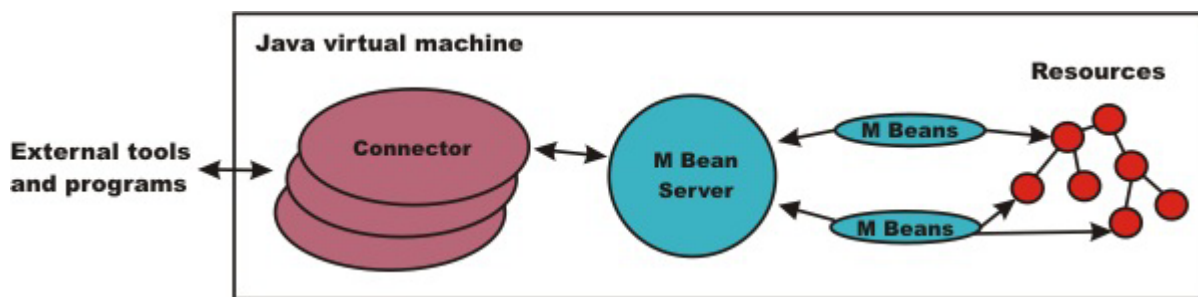 Java virtual machine
Resources
External tools
and programs
Connector
M Bean
Server
M Beans
M Beans